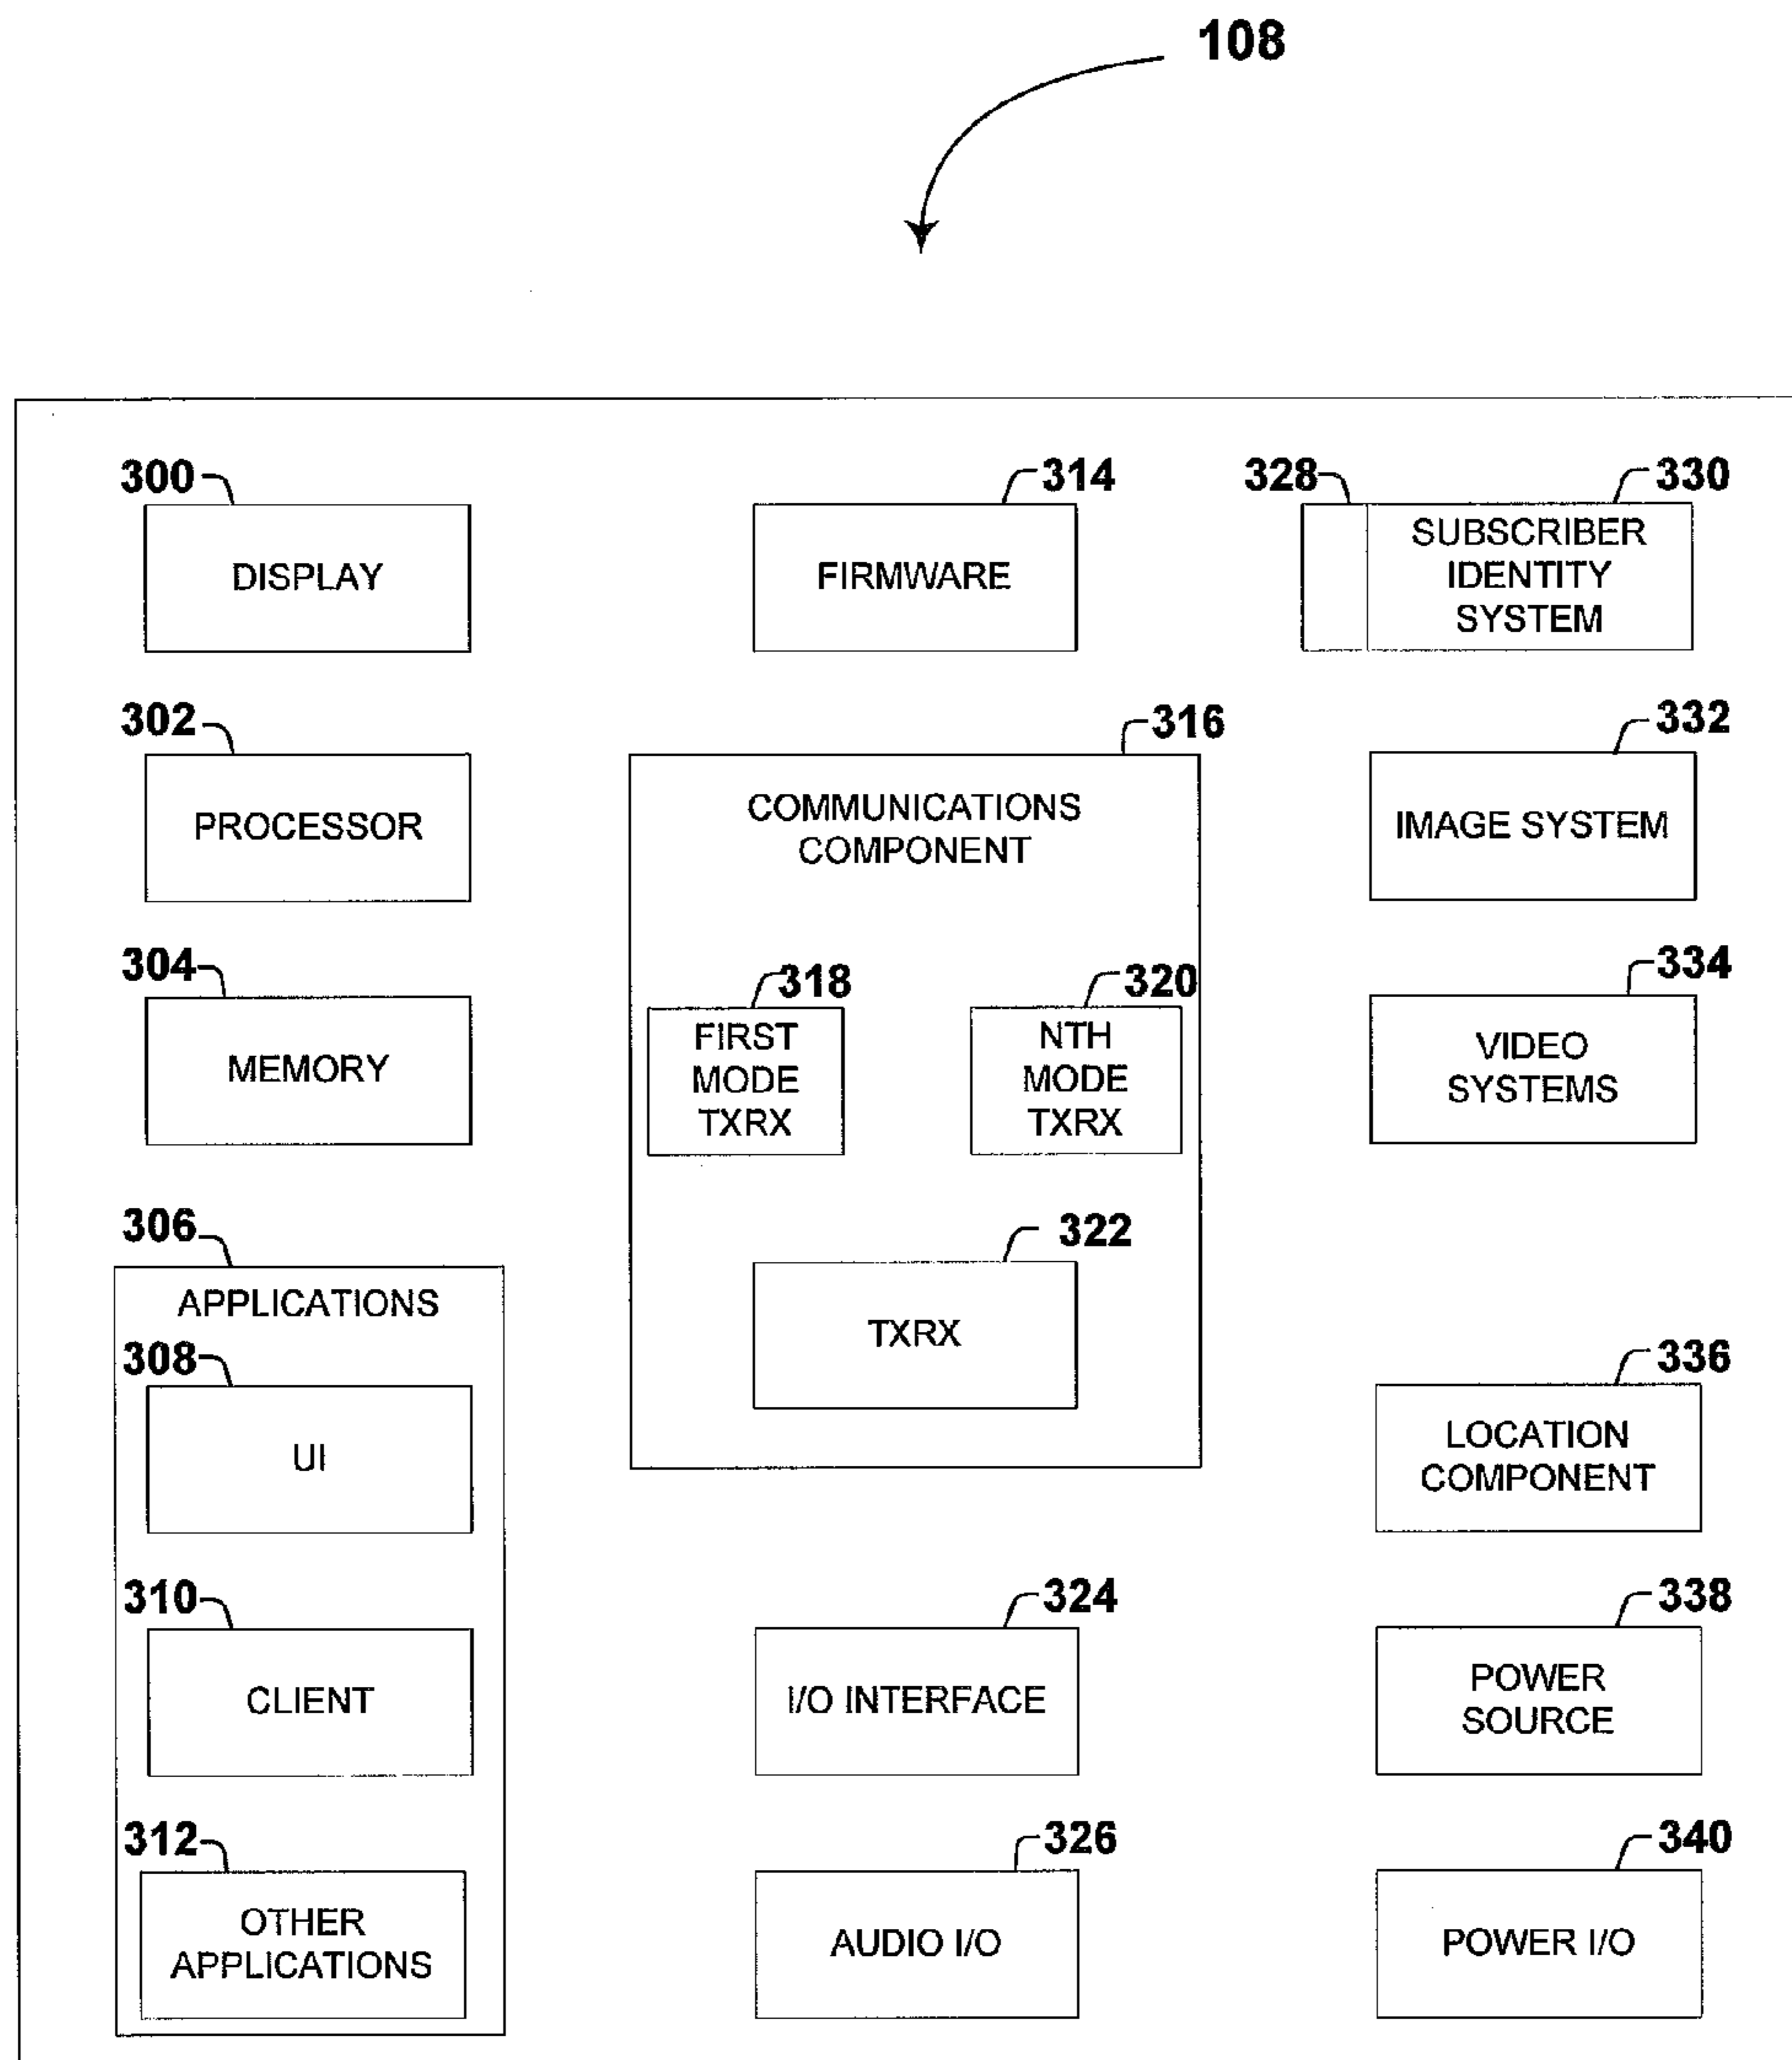 108
300
DISPLAY
314
FIRMWARE
328
330
SUBSCRIBER
IDENTITY
SYSTEM
302
PROCESSOR
316
COMMUNICATIONS
COMPONENT
332
IMAGE SYSTEM
304
MEMORY
318
FIRST
MODE
TXRX
320
NTH
MODE
TXRX
334
VIDEO
SYSTEMS
306
APPLICATIONS
322
TXRX
308
UI
336
LOCATION
COMPONENT
310
CLIENT
324
I/O INTERFACE
338
POWER
SOURCE
312
OTHER
APPLICATIONS
326
AUDIO I/O
340
POWER I/O